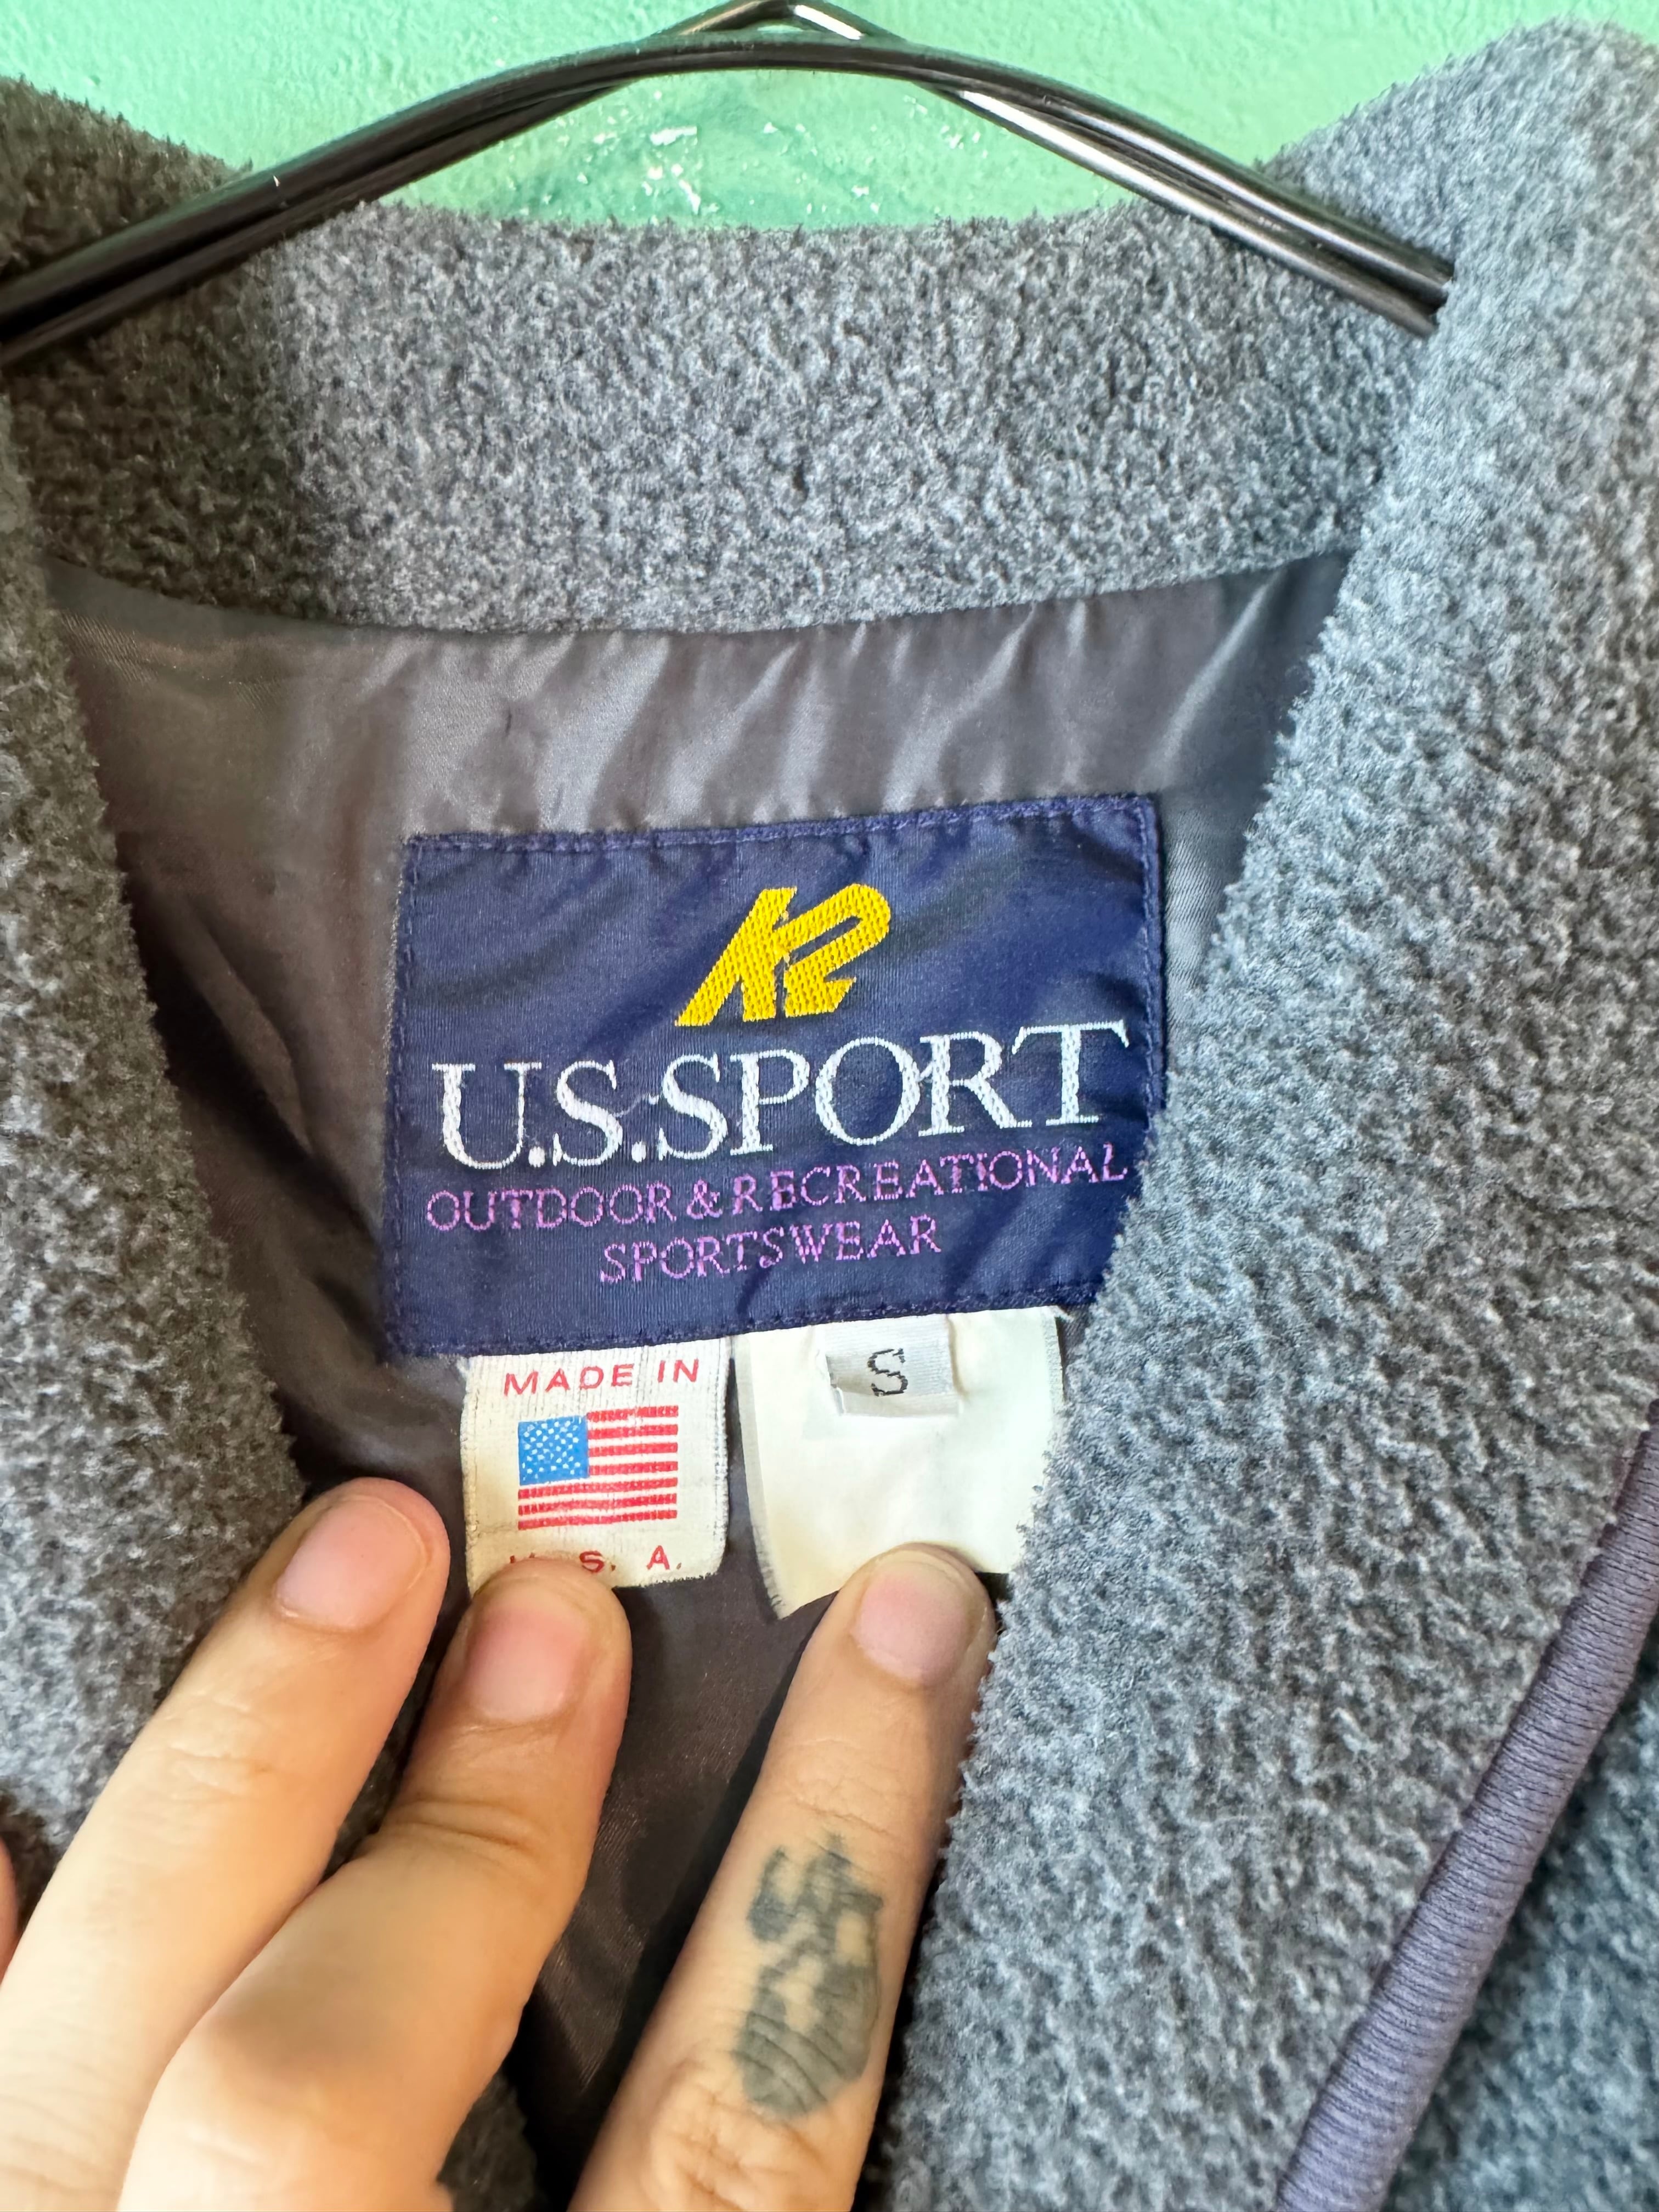 K2
U.S.SPORT
OUTDOOR & RECREATIONAL
SPORTSWEAR
MADE IN
U. S. A.
S